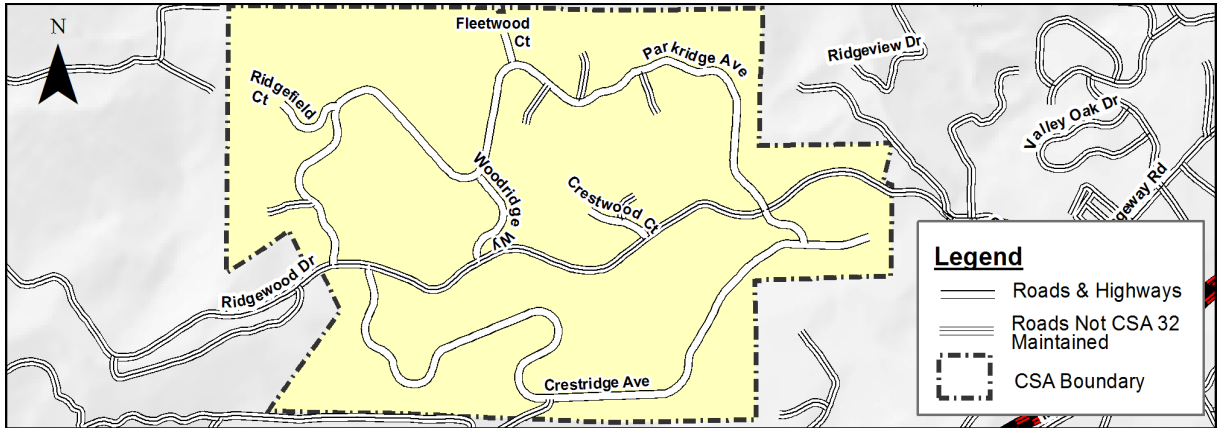 N
Fleetwood
Ct
Parkridge Ave
Ridgeview Dr
Ridgefield
Ct
Valley Oak Dr
Woodridge
Wy
Crestwood Ct
geway Rd
Ridgewood Dr
Crestridge Ave
Legend
Roads & Highways
Roads Not CSA 32
Maintained
CSA Boundary